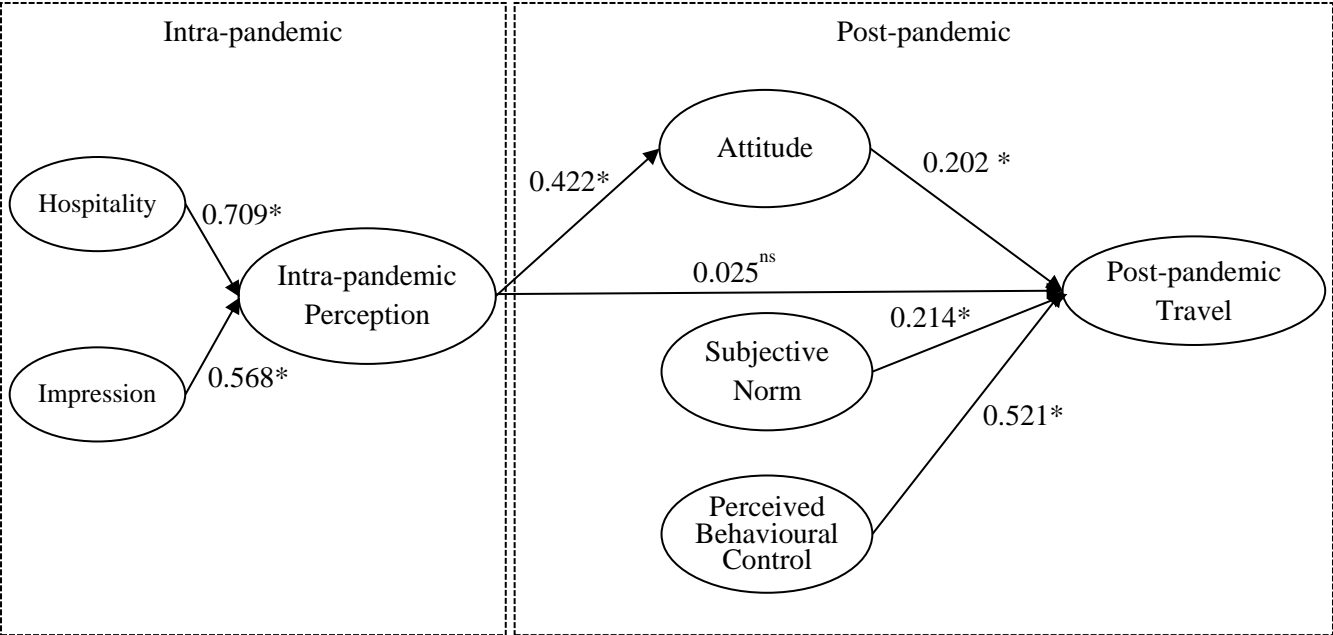 Intra-pandemic
Post-pandemic
Hospitality
0.709*
Impression
0.568*
Intra-pandemic
Perception
0.422*
Attitude
0.202 *
0.025ns
Subjective
Norm
0.214*
Perceived
Behavioural
Control
0.521*
Post-pandemic
Travel